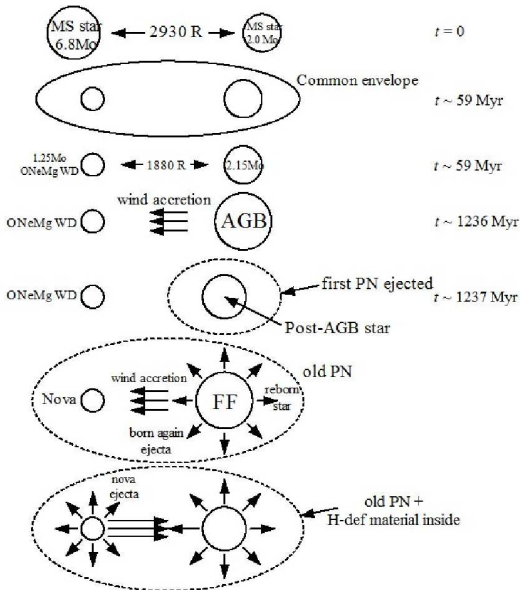 MS star
6.8Mo
2930 R
MS star
2.0 Mo
t = 0
Common envelope
t ~ 59 Myr
1.25Mo
ONeMg WD
1880 R
2.15Mo
t ~ 59 Myr
wind accretion
ONeMg WD
AGB
t ~ 1236 Myr
ONeMg WD
first PN ejected
t ~ 1237 Myr
Post-AGB star
old PN
wind accretion
Nova
FF
reborn
star
born again
ejecta
nova
ejecta
old PN +
H-def material inside